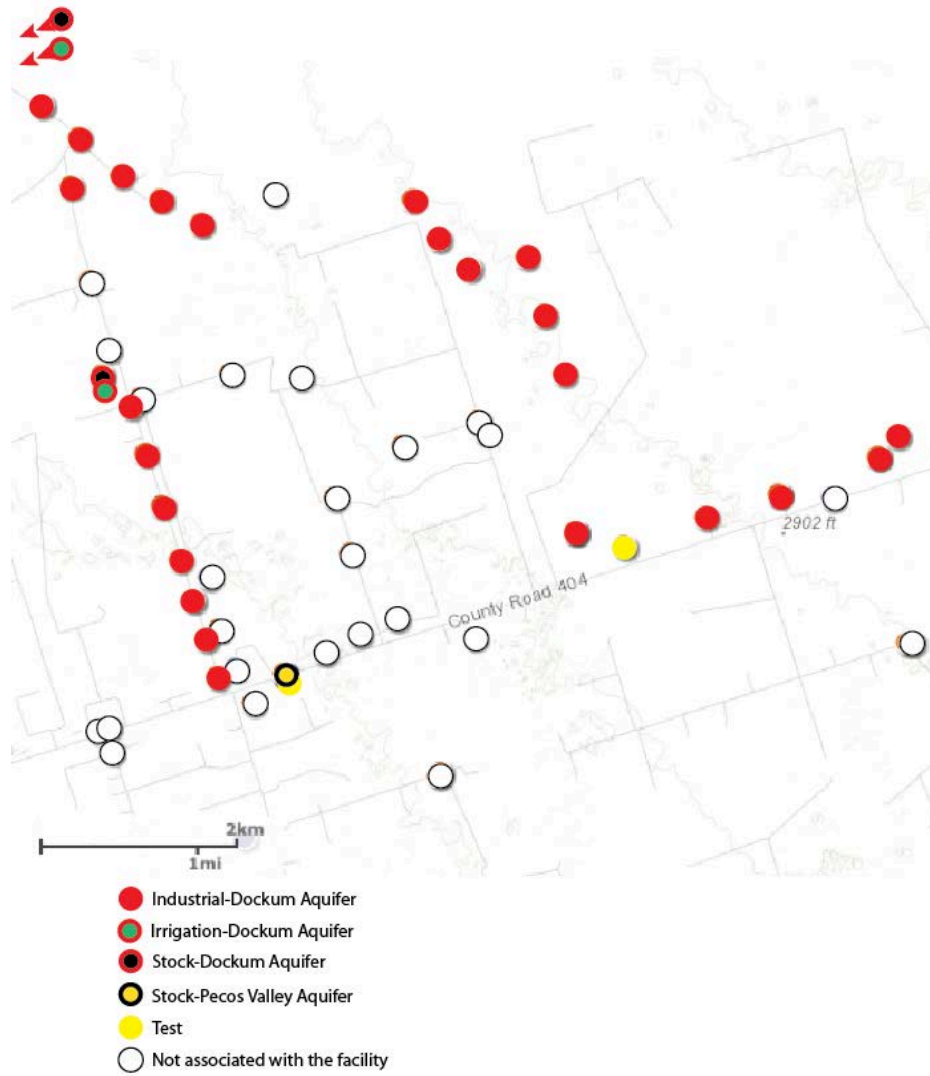 2902 ft
County Road 404
2km
1mi
Industrial-Dockum Aquifer
Irrigation-Dockum Aquifer
Stock-Dockum Aquifer
Stock-Pecos Valley Aquifer
Test
Not associated with the facility